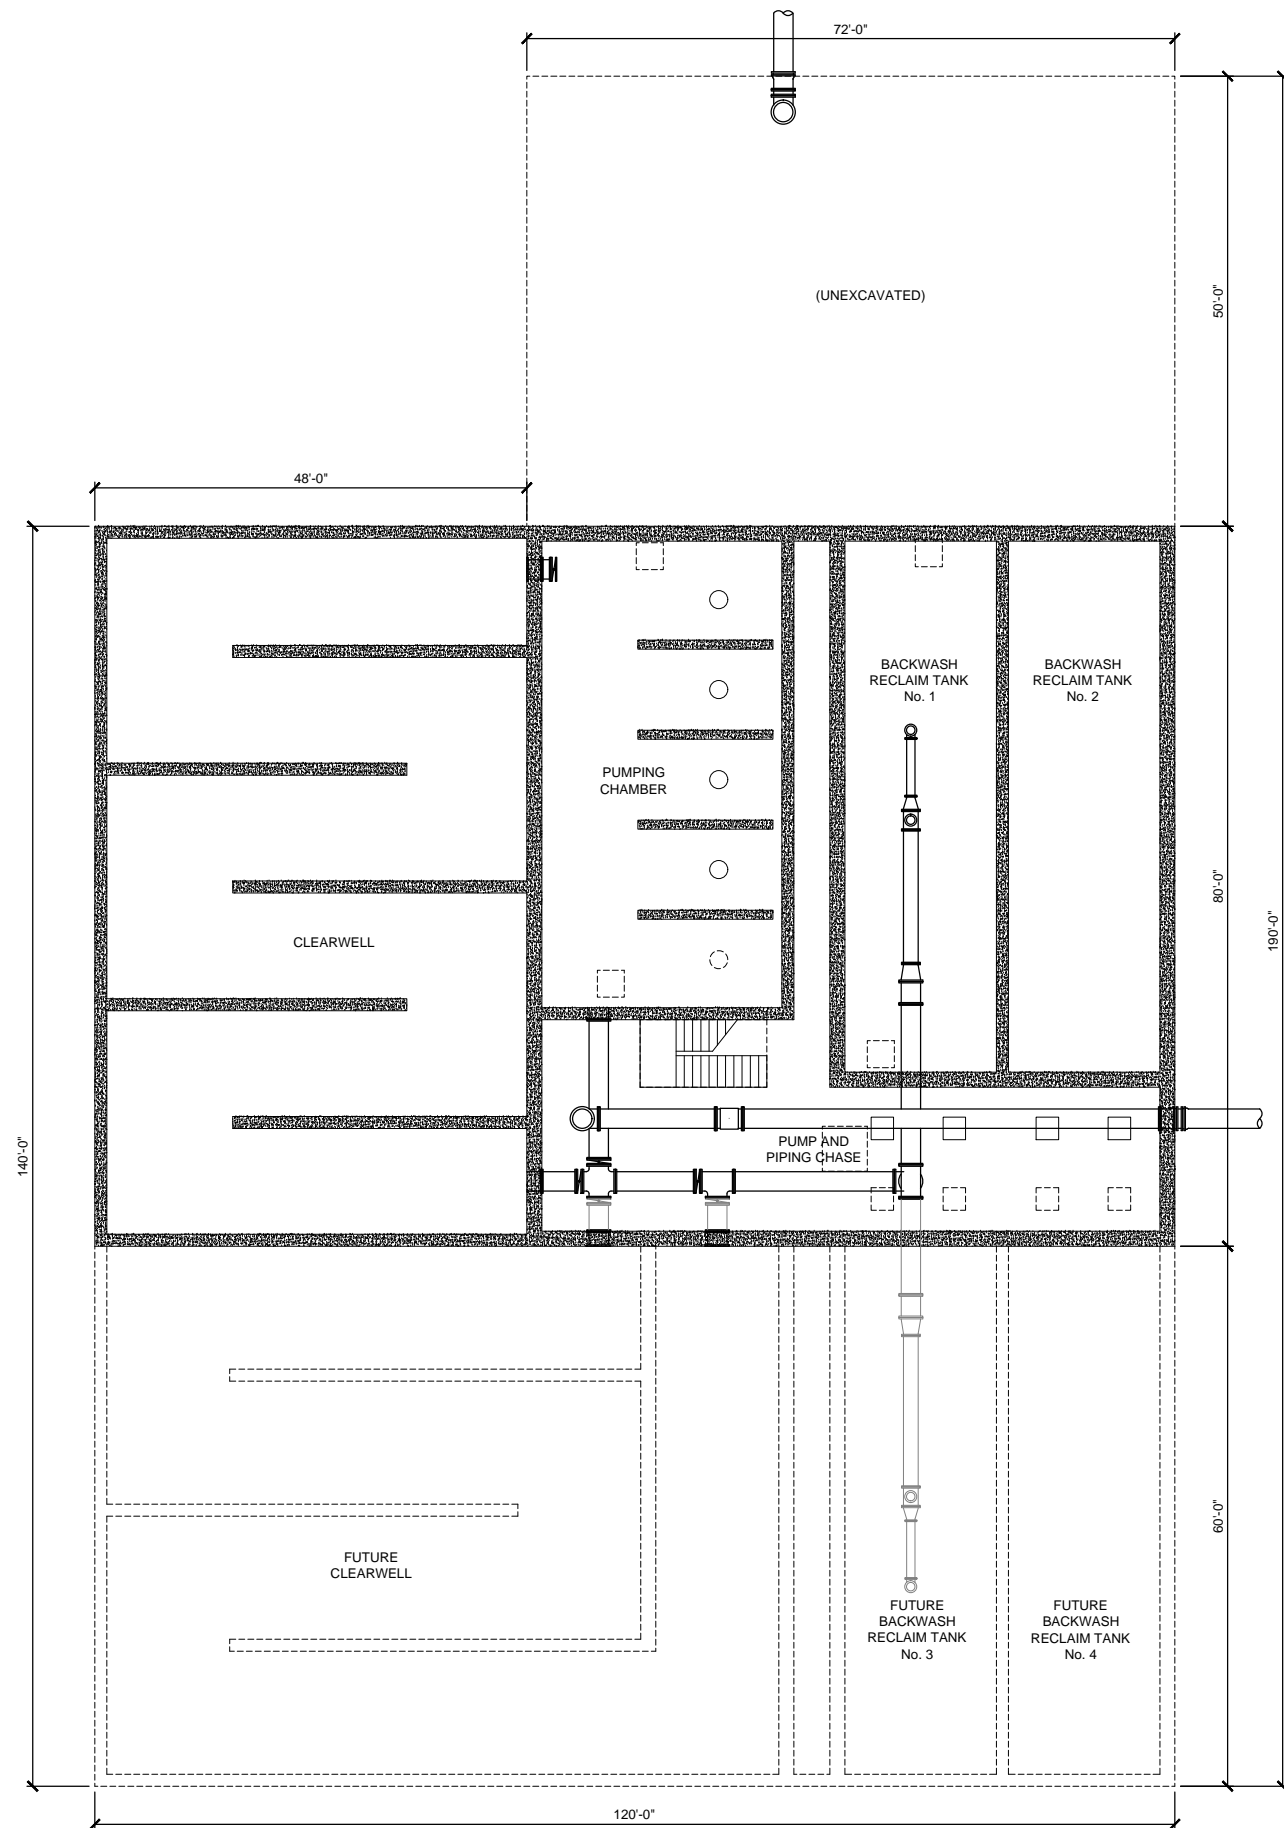 72'-0"
(UNEXCAVATED)
50'-0"
48'-0"
BACKWASH
RECLAIM TANK
No. 1
BACKWASH
RECLAIM TANK
No. 2
PUMPING
CHAMBER
80'-0"
190'-0"
CLEARWELL
140'-0"
PUMP AND
PIPING CHASE
60'-0"
FUTURE
CLEARWELL
FUTURE
BACKWASH
RECLAIM TANK
No. 3
FUTURE
BACKWASH
RECLAIM TANK
No. 4
120'-0"